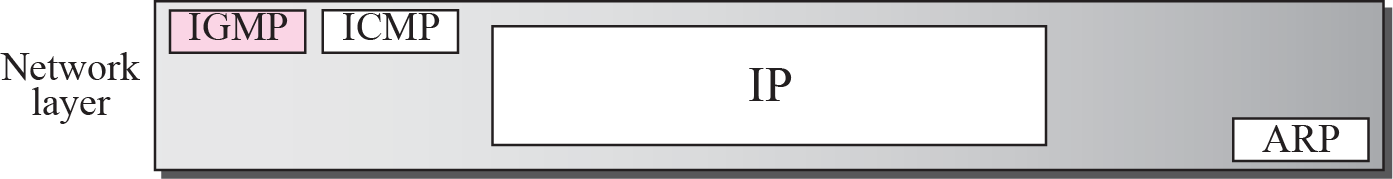 IGMP
ICMP
Network
layer
IP
ARP